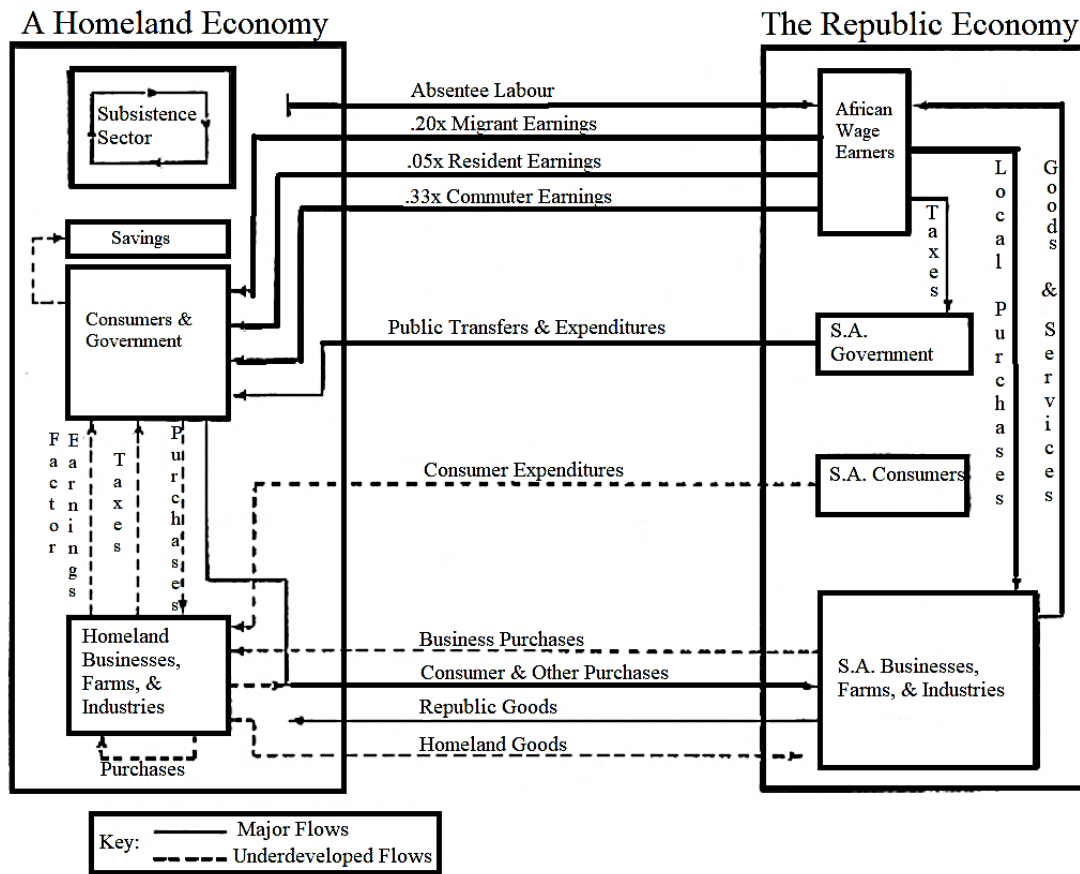 A Homeland Economy
The Republic Economy
Subsistence
Sector
Savings
Consumers &
Government
Factor
Earnings
Taxes
Purchases
Homeland
Businesses,
Farms, &
Industries
Purchases
Absentee Labour
.20x Migrant Earnings
.05x Resident Earnings
.33x Commuter Earnings
Public Transfers & Expenditures
Consumer Expenditures
Business Purchases
Consumer & Other Purchases
Republic Goods
Homeland Goods
African
Wage
Earners
Taxes
Local Purchases
Goods & Services
S.A.
Government
S.A. Consumers
S.A. Businesses,
Farms, & Industries
Key:
Major Flows
Underdeveloped Flows